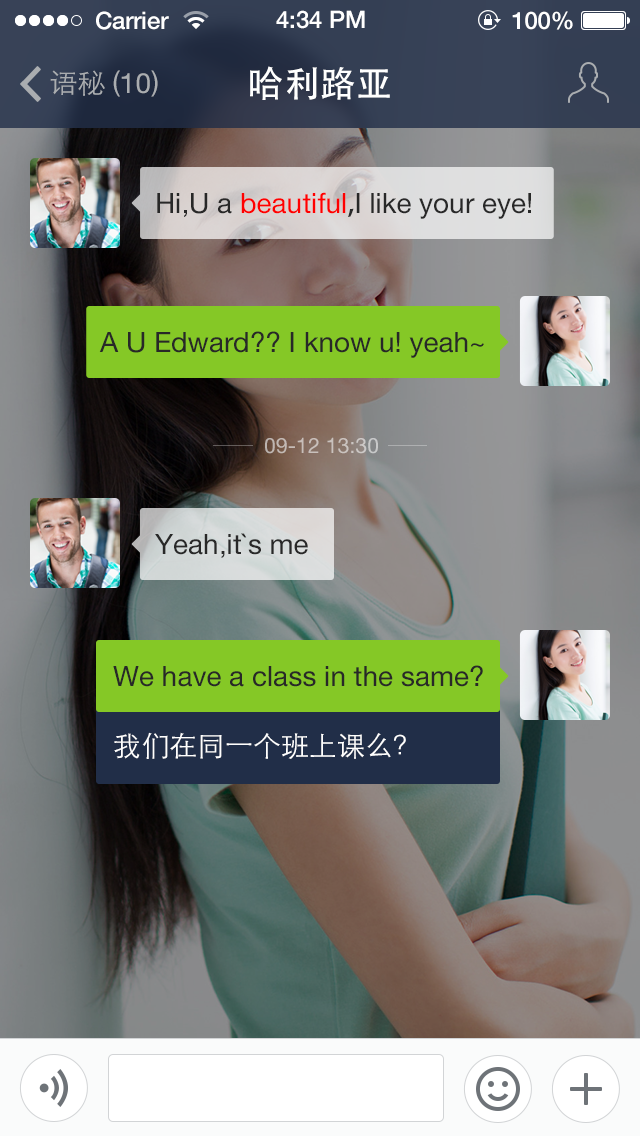 Carrier 4:34 PM 100%
语秘 (10) 哈利路亚
Hi,U a beautiful,I like your eye!
A U Edward?? I know u! yeah~
09-12 13:30
Yeah,it`s me
We have a class in the same?
我们在同一个班上课么?